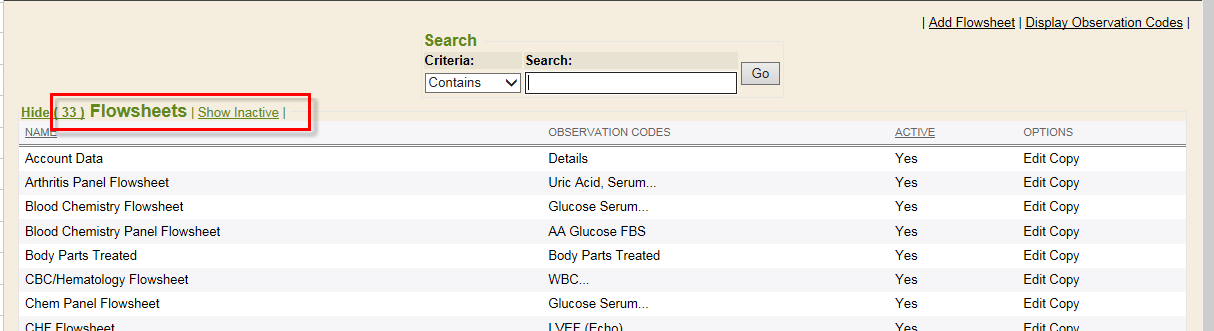 | Add Flowsheet | Display Observation Codes |
Search
Criteria: Search:
Contains Go
Hide ( 33 ) Flowsheets | Show Inactive |
NAME OBSERVATION CODES ACTIVE OPTIONS
Account Data Details Yes Edit Copy
Arthritis Panel Flowsheet Uric Acid, Serum... Yes Edit Copy
Blood Chemistry Flowsheet Glucose Serum... Yes Edit Copy
Blood Chemistry Panel Flowsheet AA Glucose FBS Yes Edit Copy
Body Parts Treated Body Parts Treated Yes Edit Copy
CBC/Hematology Flowsheet WBC... Yes Edit Copy
Chem Panel Flowsheet Glucose Serum... Yes Edit Copy
CHF Flowsheet LVEF (Echo) Yes Edit Copy